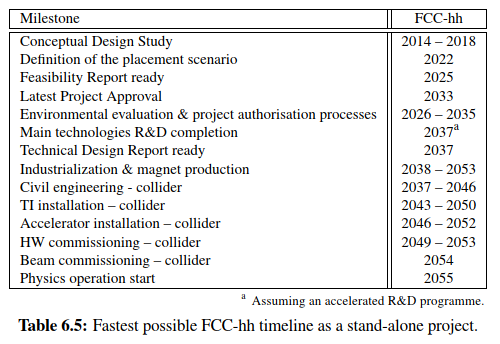 Milestone FCC-hh
Conceptual Design Study 2014 – 2018
Definition of the placement scenario 2022
Feasibility Report ready 2025
Latest Project Approval 2033
Environmental evaluation & project authorisation processes 2026 – 2035
Main technologies R&D completion 2037ᵃ
Technical Design Report ready 2037
Industrialization & magnet production 2038 – 2053
Civil engineering - collider 2037 – 2046
TI installation – collider 2043 – 2050
Accelerator installation – collider 2046 – 2052
HW commissioning – collider 2049 – 2053
Beam commissioning – collider 2054
Physics operation start 2055
ᵃ Assuming an accelerated R&D programme.
Table 6.5: Fastest possible FCC-hh timeline as a stand-alone project.